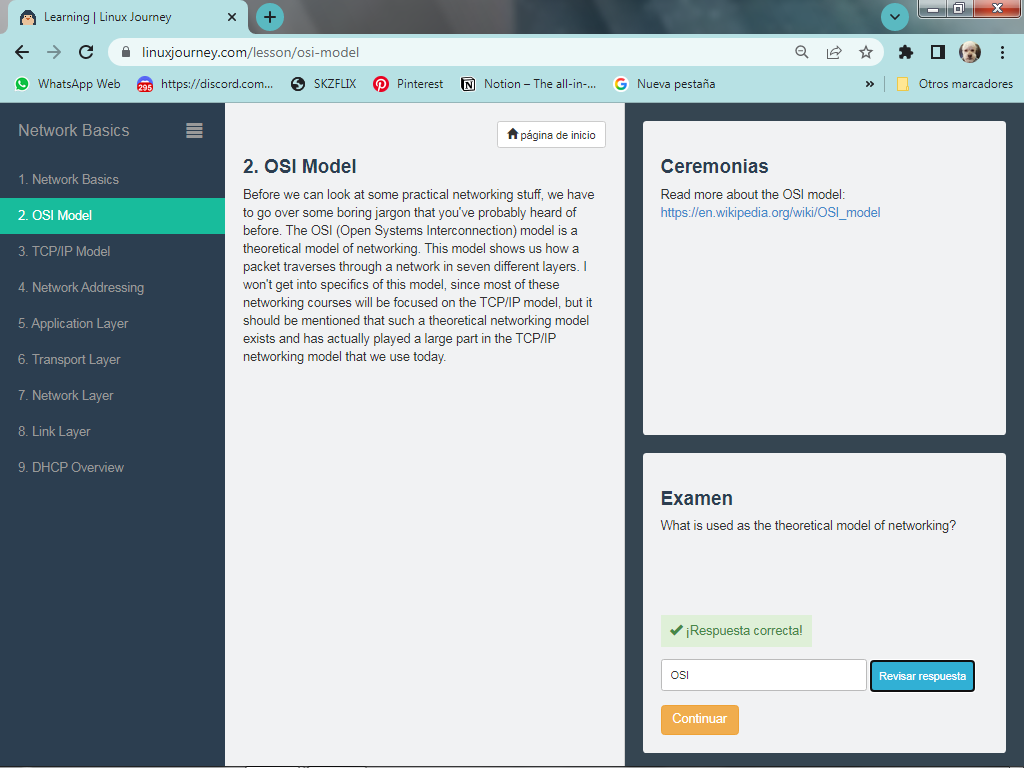 Learning | Linux Journey
linuxjourney.com/lesson/osi-model
WhatsApp Web
295
https://discord.com...
SKZFLIX
Pinterest
Notion – The all-in-...
Nueva pestaña
»
Otros marcadores
Network Basics
1. Network Basics
2. OSI Model
3. TCP/IP Model
4. Network Addressing
5. Application Layer
6. Transport Layer
7. Network Layer
8. Link Layer
9. DHCP Overview
página de inicio
2. OSI Model
Before we can look at some practical networking stuff, we have
to go over some boring jargon that you've probably heard of
before. The OSI (Open Systems Interconnection) model is a
theoretical model of networking. This model shows us how a
packet traverses through a network in seven different layers. I
won't get into specifics of this model, since most of these
networking courses will be focused on the TCP/IP model, but it
should be mentioned that such a theoretical networking model
exists and has actually played a large part in the TCP/IP
networking model that we use today.
Ceremonias
Read more about the OSI model:
https://en.wikipedia.org/wiki/OSI_model
Examen
What is used as the theoretical model of networking?
¡Respuesta correcta!
OSI
Revisar respuesta
Continuar